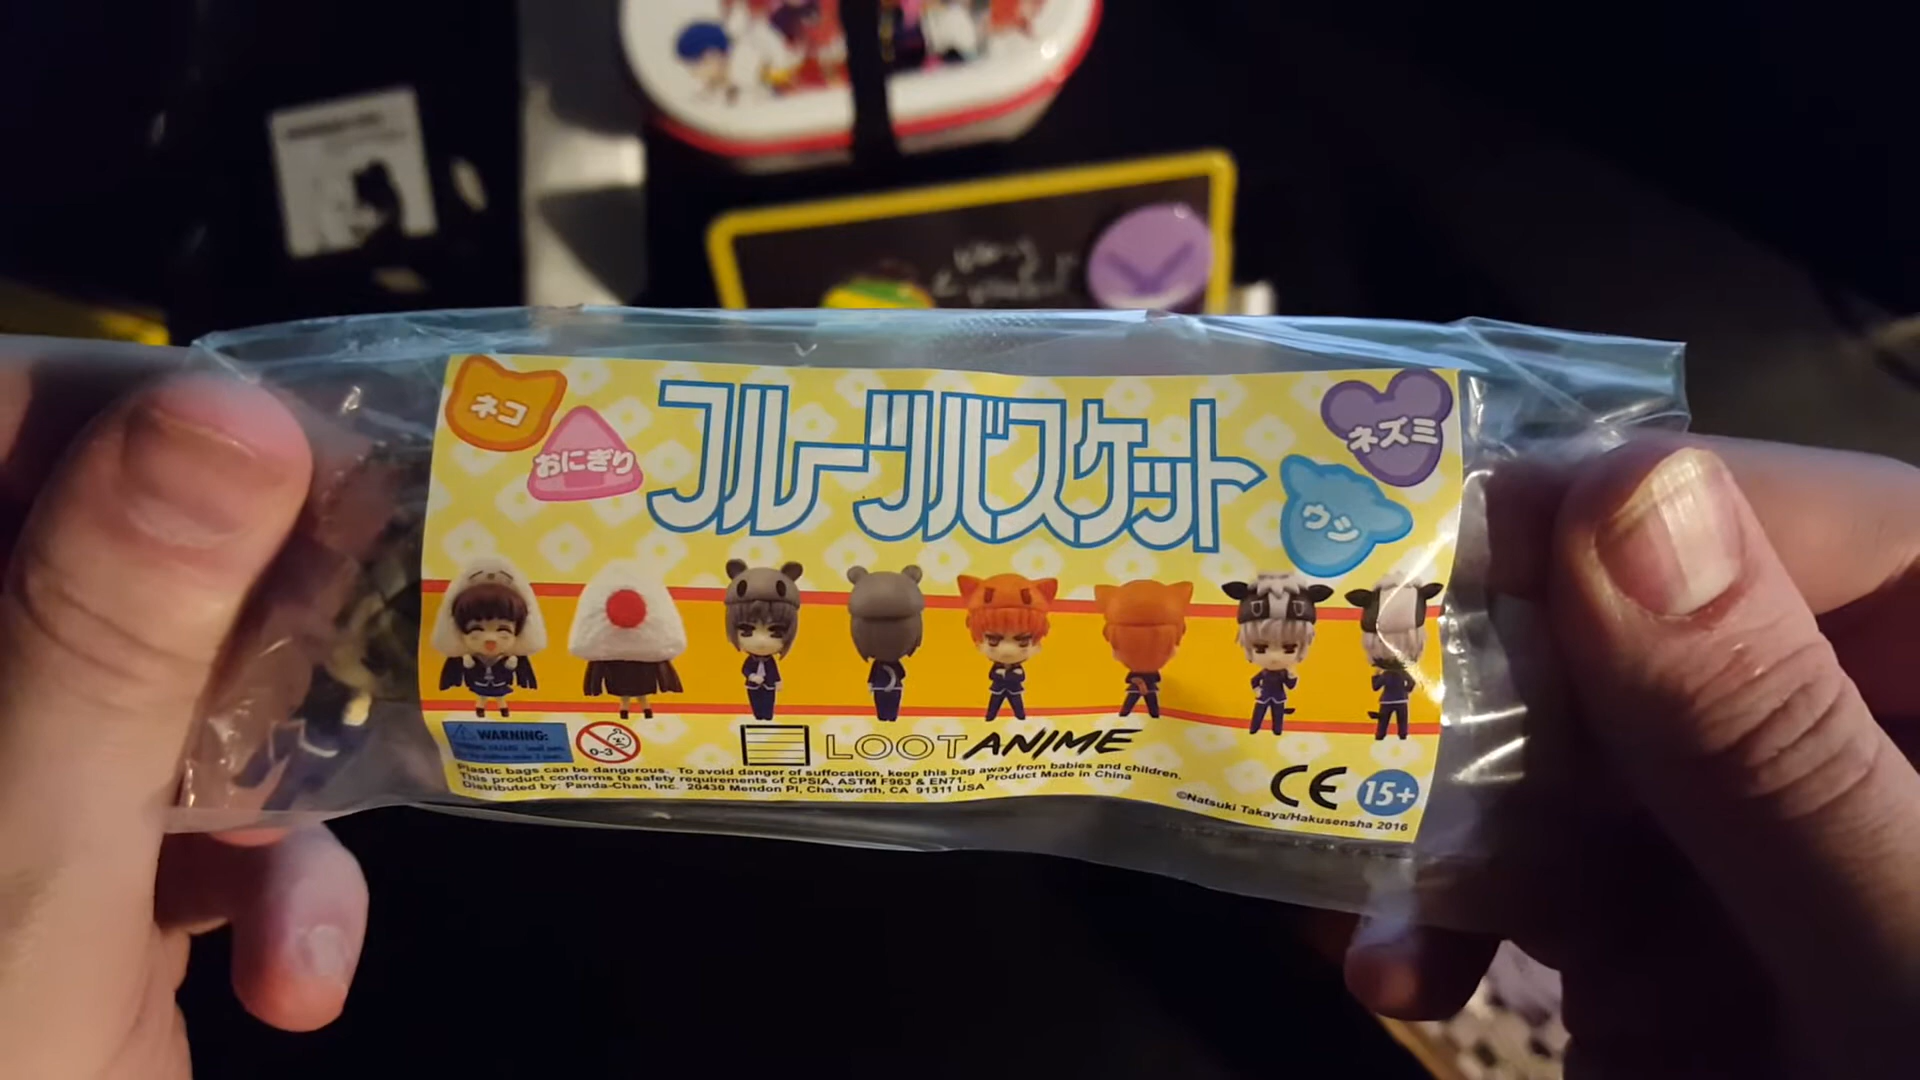 ネコ
おにぎり
フルーツバスケット
ネズミ
ウシ
WARNING:
0-3
LOOTANIME
Plastic bags can be dangerous. To avoid danger of suffocation, keep this bag away from babies and children.
This product conforms to safety requirements of CPSIA, ASTM F963 & EN71. Product Made in China
Distributed by: Panda-Chan, Inc. 20430 Mendon Pl, Chatsworth, CA 91311 USA
CE
15+
©Natsuki Takaya/Hakusensha 2016